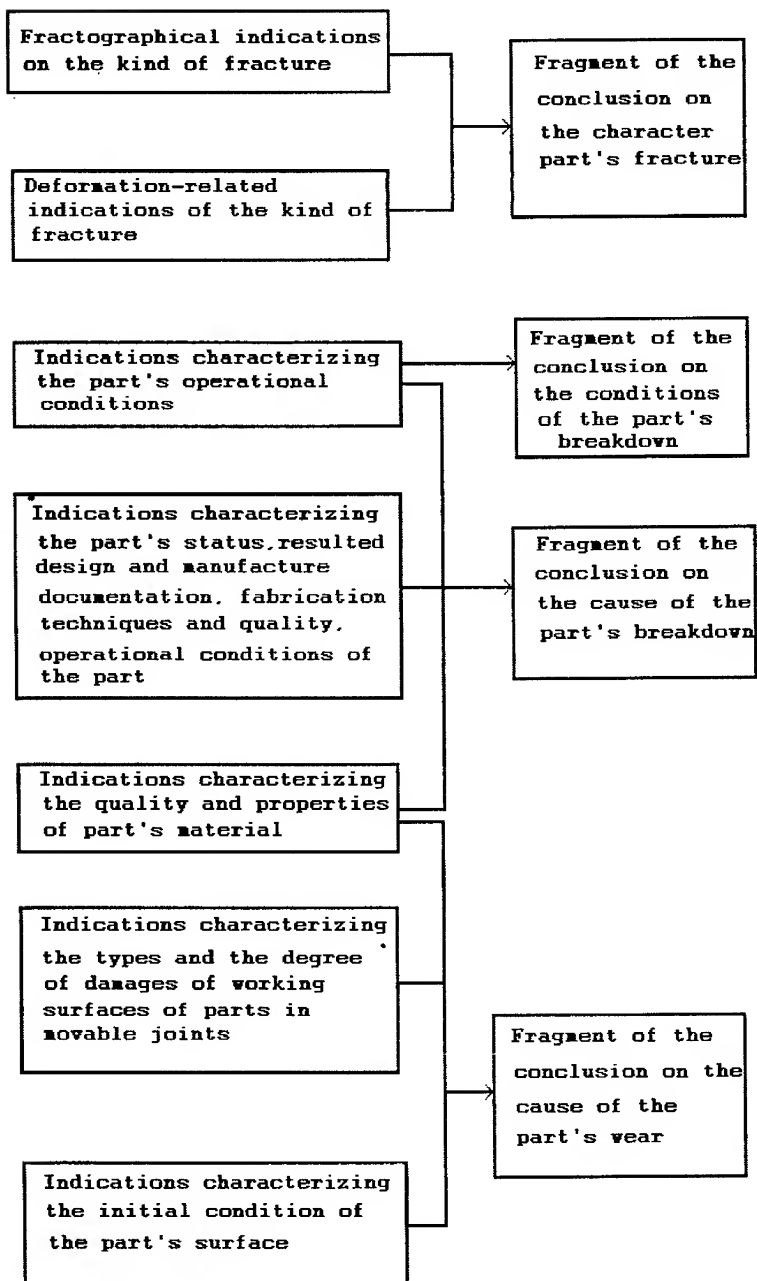 Fractographical indications
on the kind of fracture
Fragment of the
conclusion on
the character
part's fracture
Deformation-related
indications of the kind of
fracture
Indications characterizing
the part's operational
conditions
Fragment of the
conclusion on
the conditions
of the part's
breakdown
Indications characterizing
the part's status,resulted
design and manufacture
documentation, fabrication
techniques and quality,
operational conditions of
the part
Fragment of the
conclusion on
the cause of the
part's breakdown
Indications characterizing
the quality and properties
of part's material
Indications characterizing
the types and the degree
of damages of working
surfaces of parts in
movable joints
Fragment of the
conclusion on the
cause of the
part's wear
Indications characterizing
the initial condition of
the part's surface